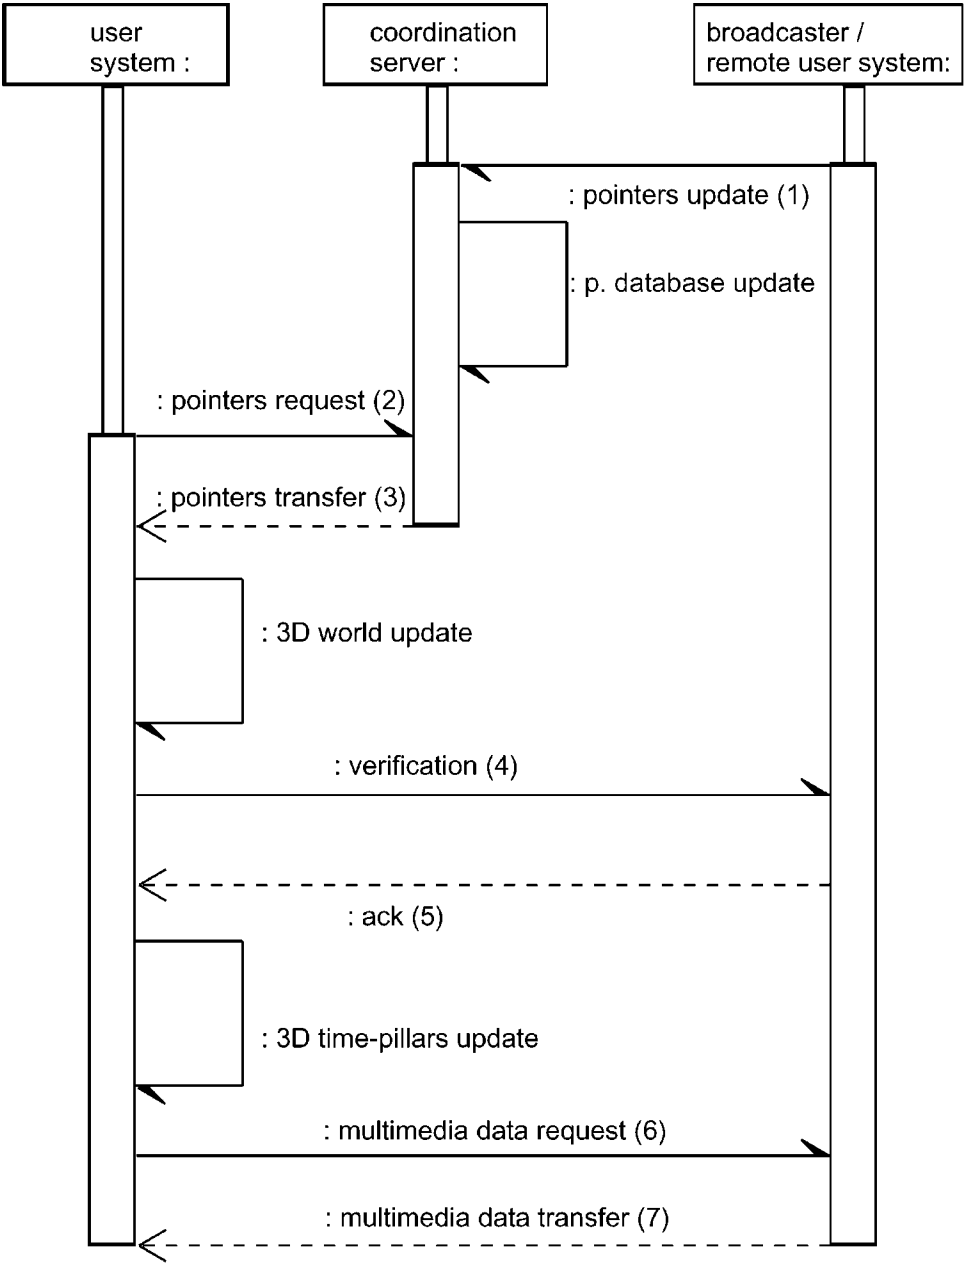 user
system :
coordination
server :
broadcaster /
remote user system:
: pointers update (1)
: p. database update
: pointers request (2)
: pointers transfer (3)
: 3D world update
: verification (4)
: ack (5)
: 3D time-pillars update
: multimedia data request (6)
: multimedia data transfer (7)